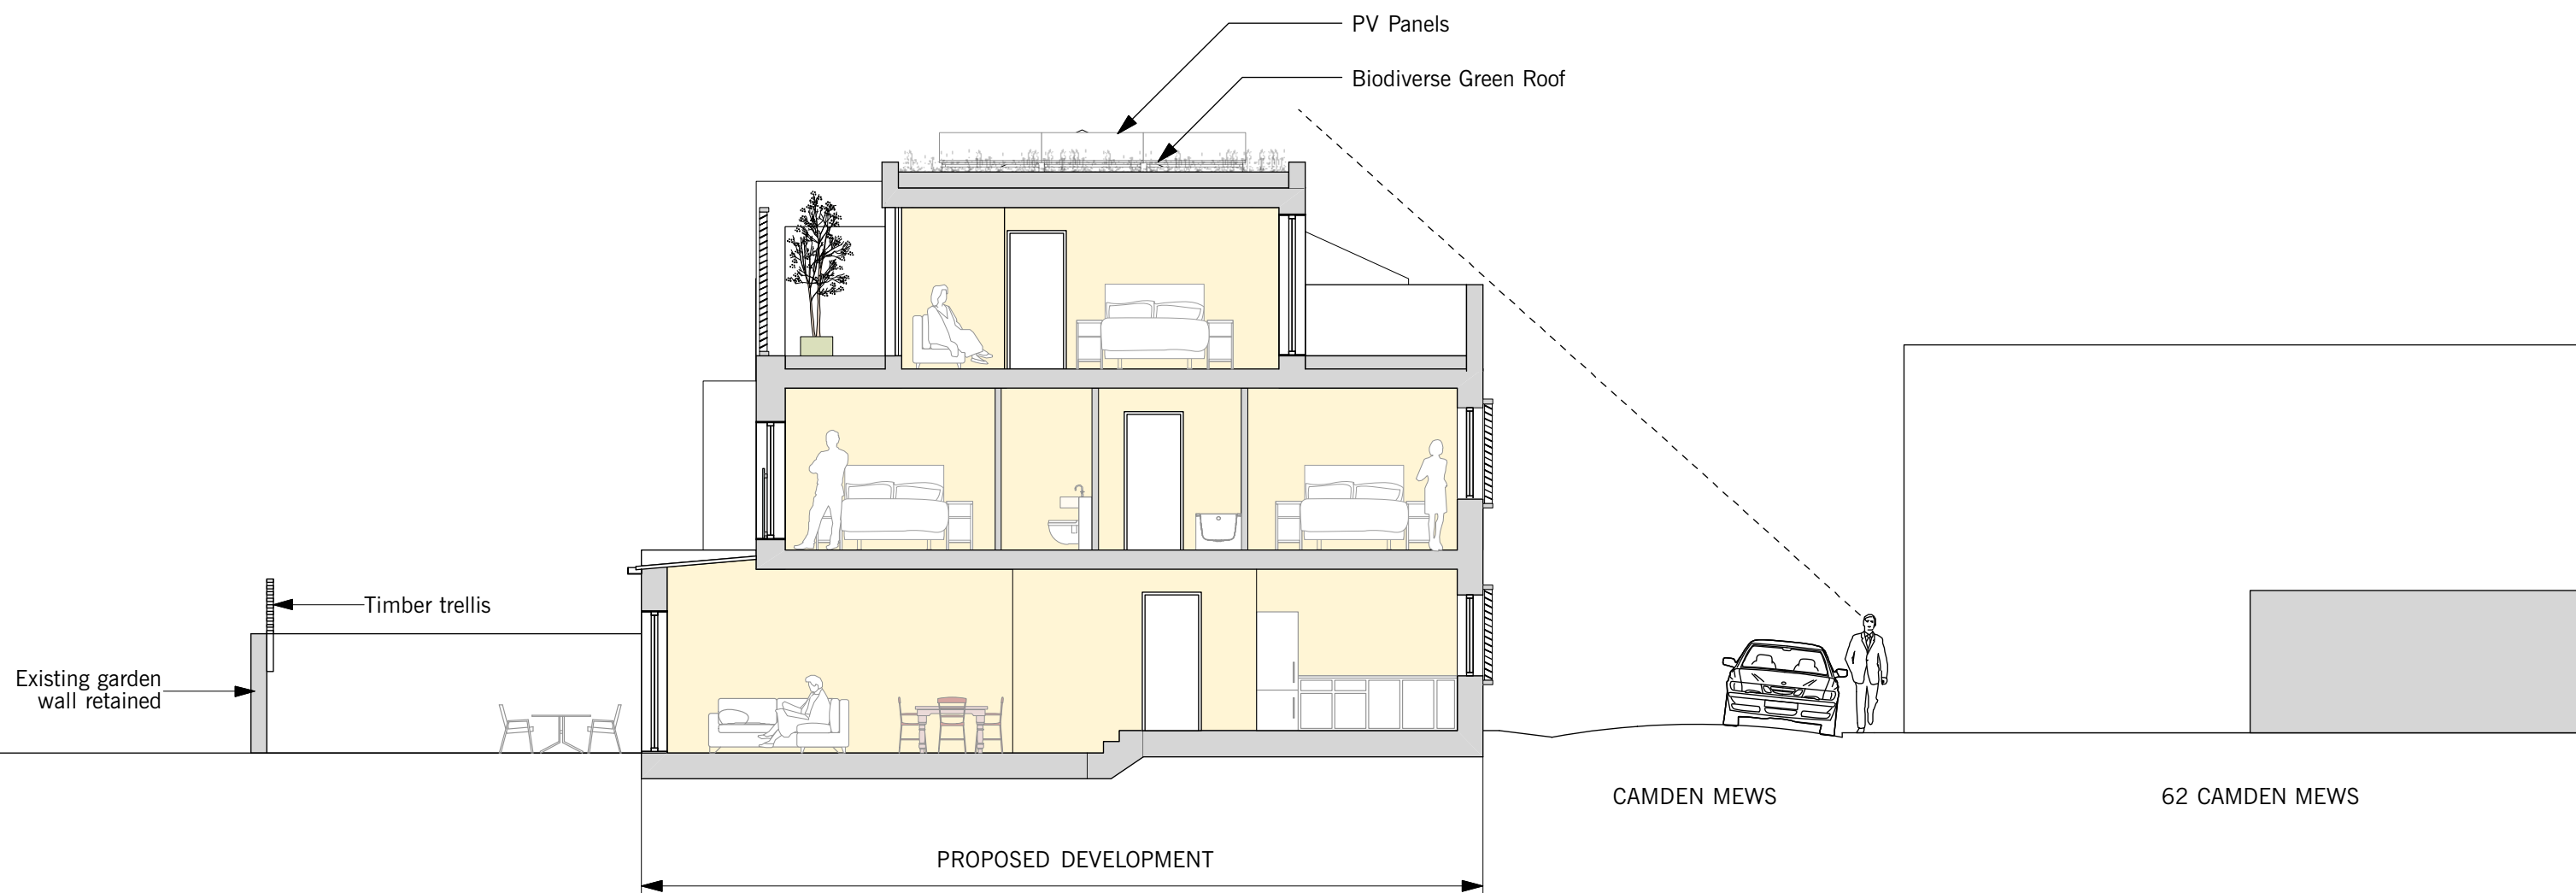 PV Panels
Biodiverse Green Roof
Timber trellis
Existing garden
wall retained
CAMDEN MEWS
62 CAMDEN MEWS
PROPOSED DEVELOPMENT